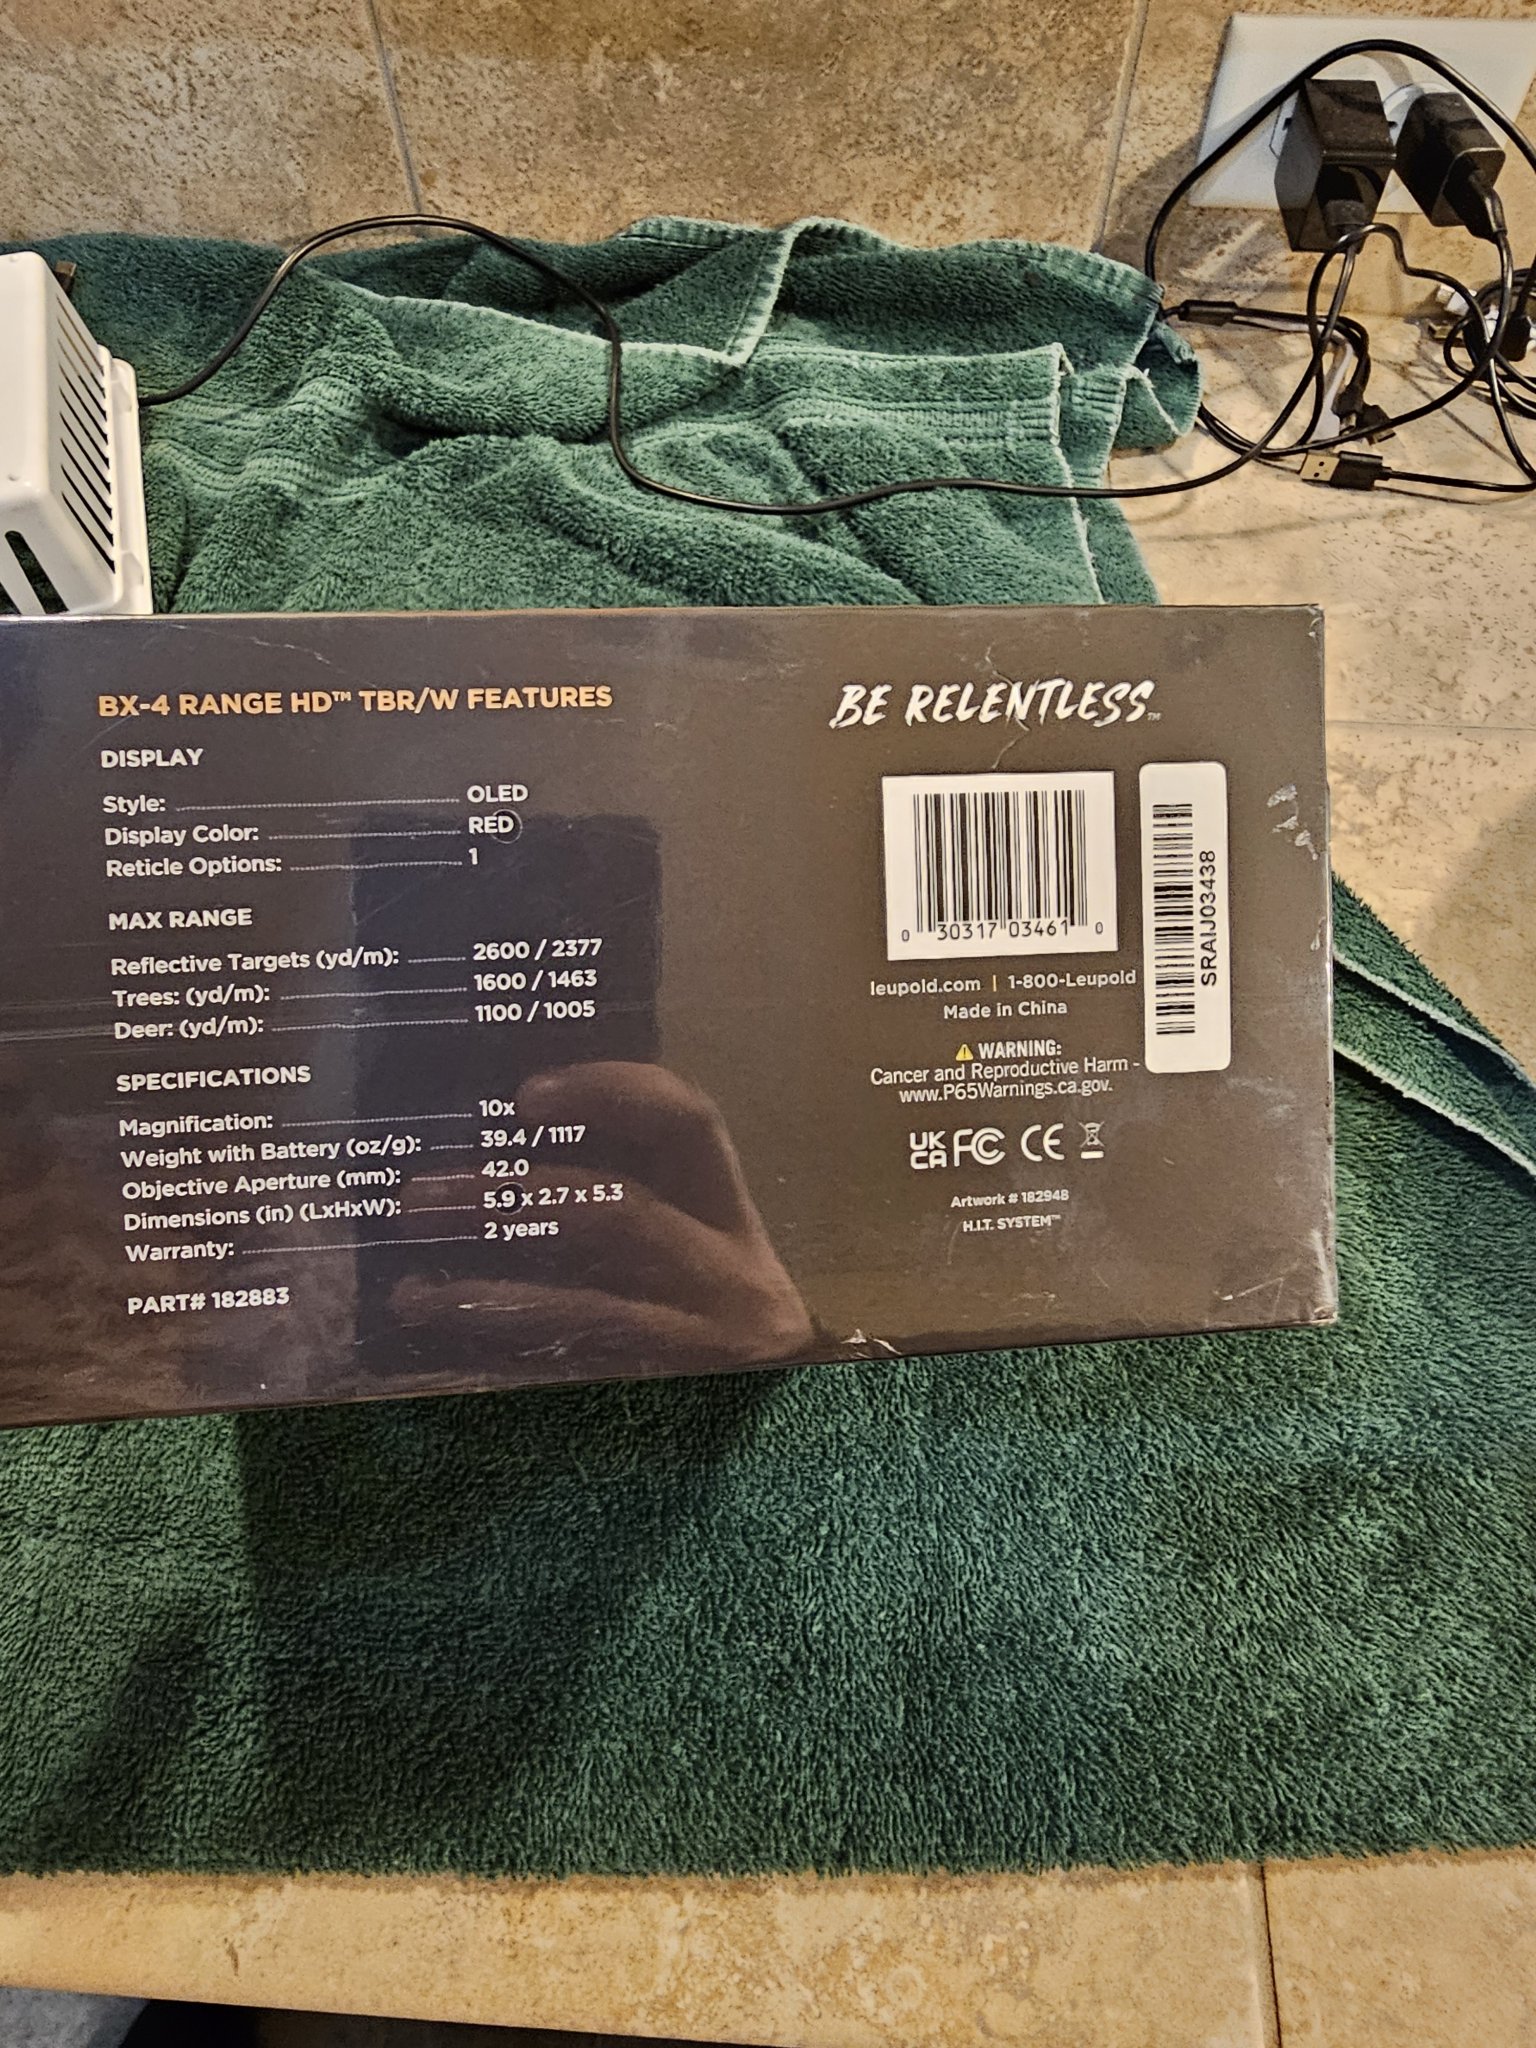 BX-4 RANGE HD™ TBR/W FEATURES
DISPLAY
Style: OLED
Display Color: RED
Reticle Options: 1
MAX RANGE
Reflective Targets (yd/m): 2600 / 2377
Trees: (yd/m): 1600 / 1463
Deer: (yd/m): 1100 / 1005
SPECIFICATIONS
Magnification: 10x
Weight with Battery (oz/g): 39.4 / 1117
Objective Aperture (mm): 42.0
Dimensions (in) (LxHxW): 5.9 x 2.7 x 5.3
Warranty: 2 years
PART# 182883
BE RELENTLESS™
0 30317 03461 0
SRAIJ03438
leupold.com | 1-800-Leupold
Made in China
⚠ WARNING:
Cancer and Reproductive Harm -
www.P65Warnings.ca.gov.
UK
CA FC CE
Artwork # 182948
H.I.T. SYSTEM™